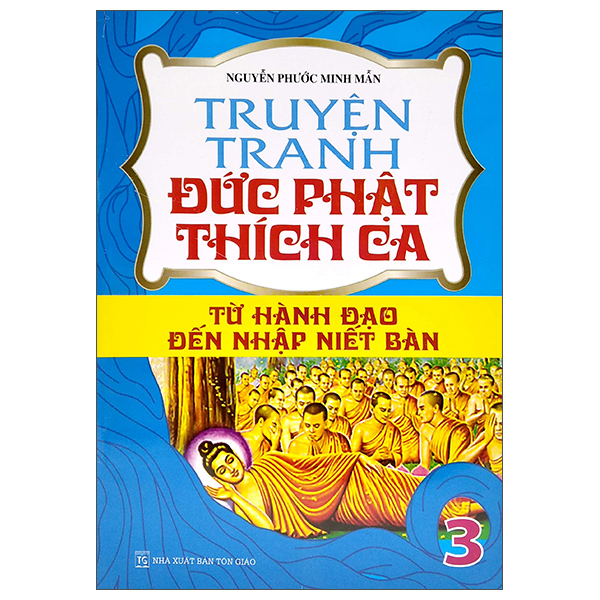 NGUYỄN PHƯỚC MINH MẪN
TRUYỆN
TRANH
ĐỨC PHẬT
THÍCH CA
TỪ HÀNH ĐẠO
ĐẾN NHẬP NIẾT BÀN
3
TG NHÀ XUẤT BẢN TÔN GIÁO